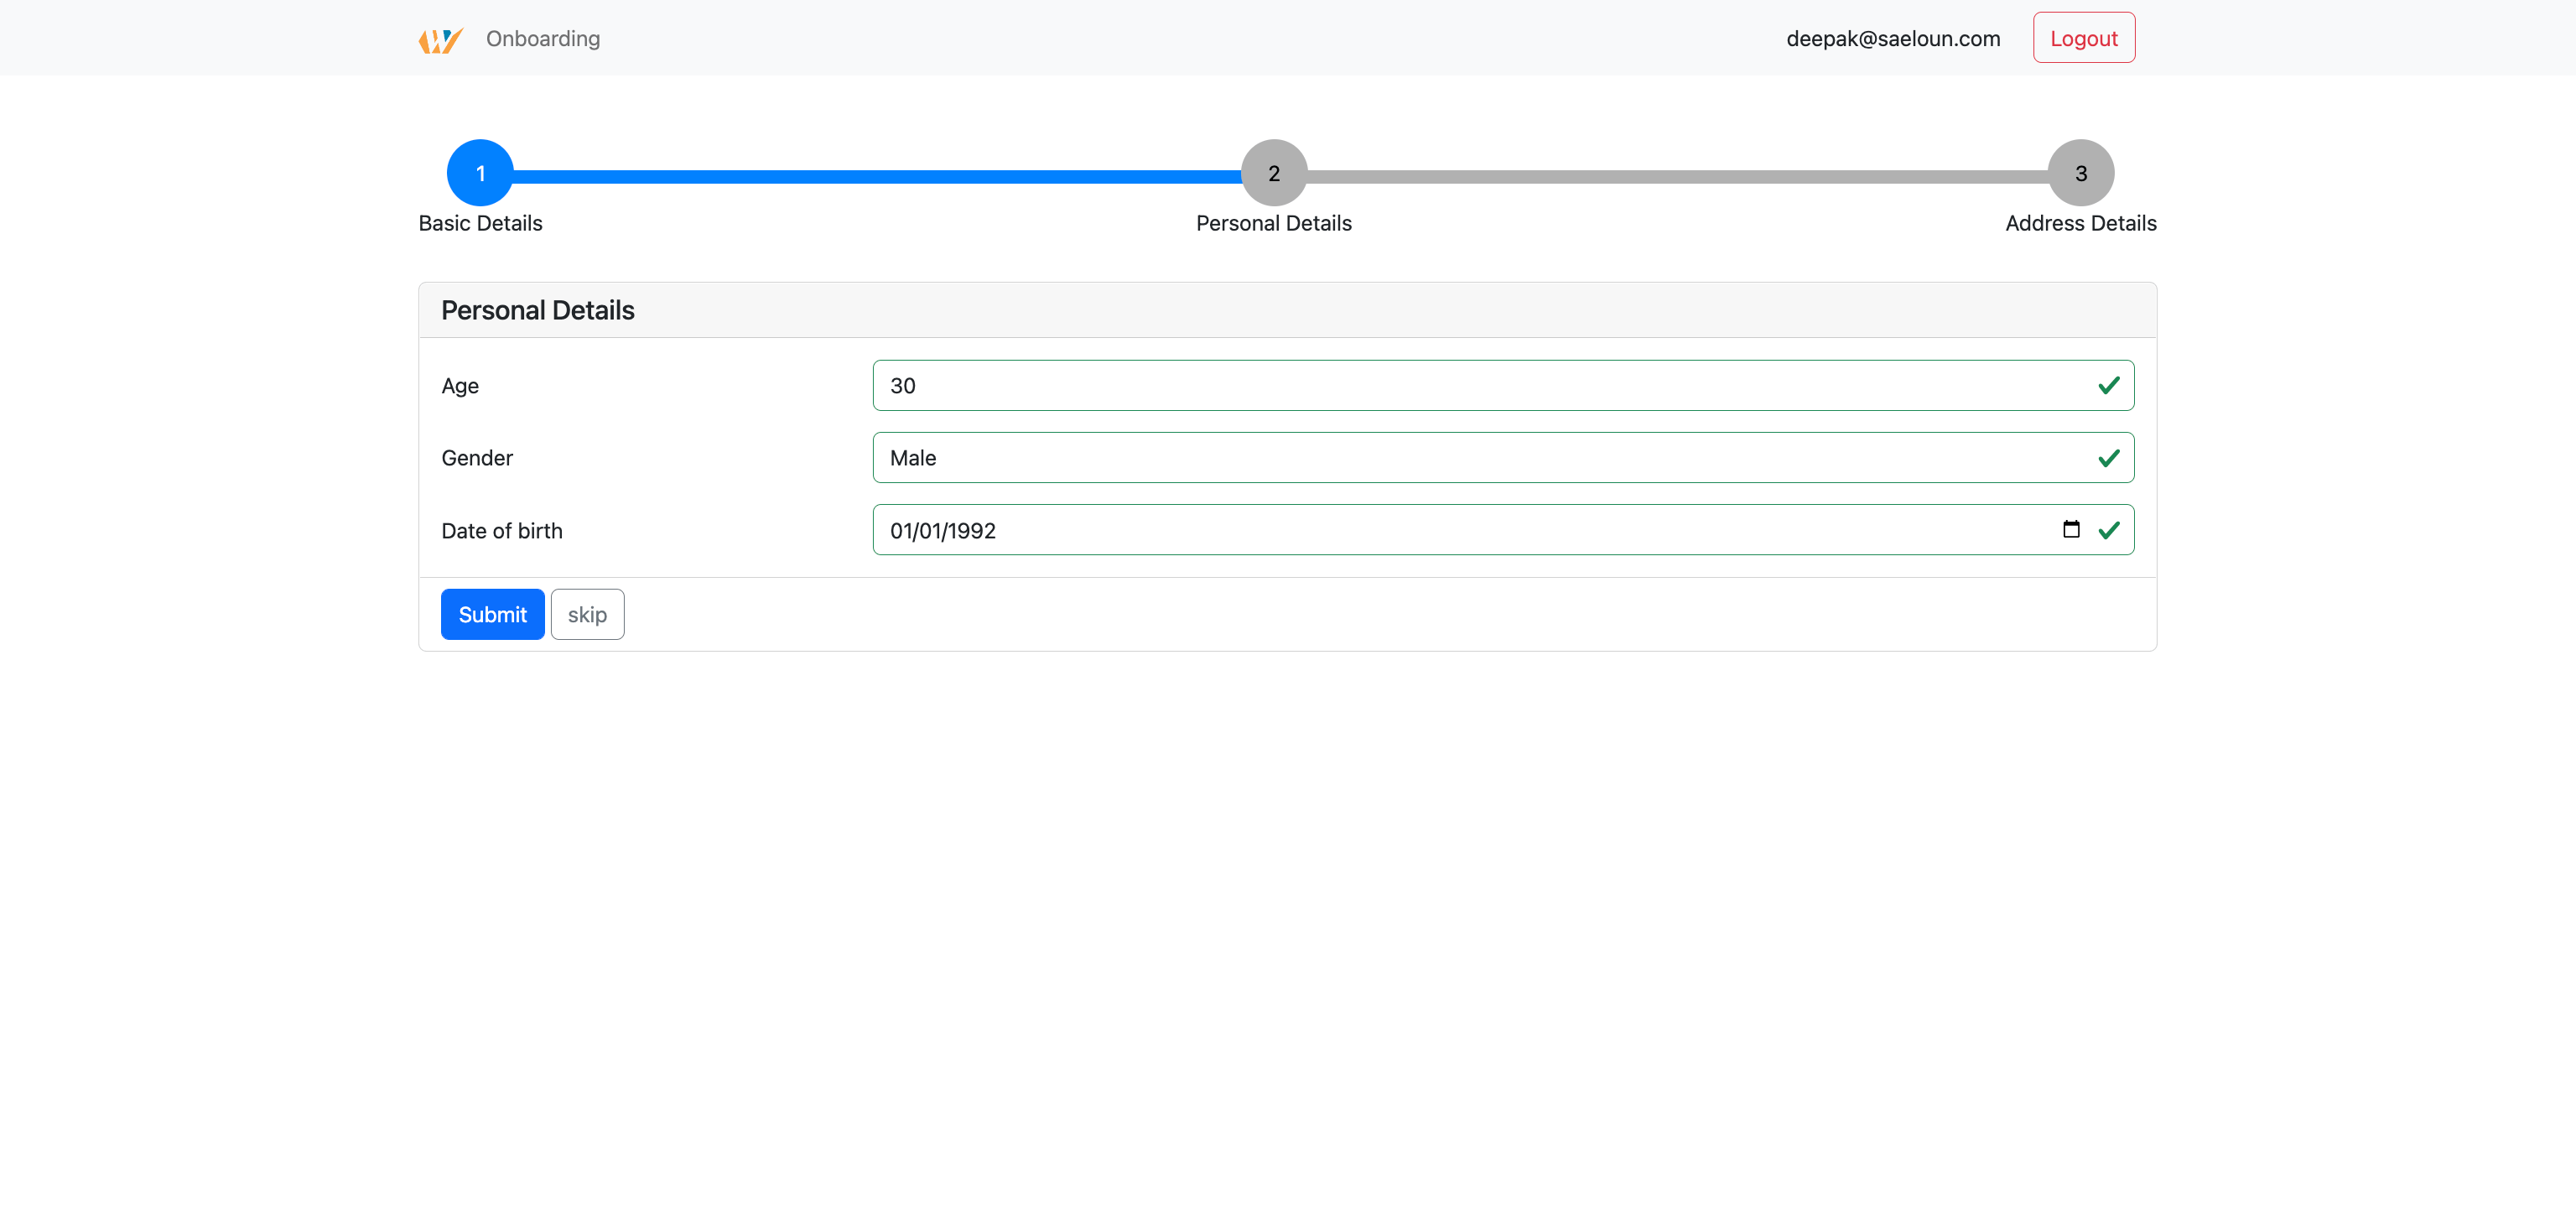 Onboarding deepak@saeloun.com Logout
1 2 3
Basic Details Personal Details Address Details
Personal Details
Age 30
Gender Male
Date of birth 01/01/1992
Submit skip